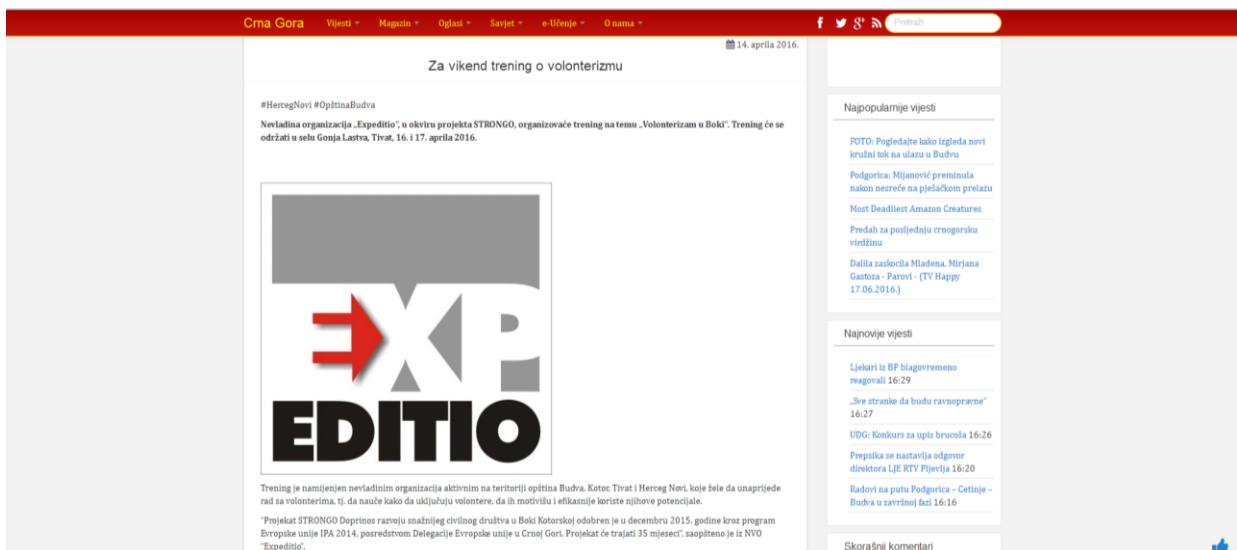 Crna Gora Vijesti Magazin Oglasi Savjet e-Učenje O nama Pretraži
14. aprila 2016.
Za vikend trening o volonterizmu
#HercegNovi #OpštinaBudva
Nevladina organizacija „Expeditio", u okviru projekta STRONGO, organizovaće trening na temu „Volonterizam u Boki". Trening će se
održati u selu Gonja Lastva, Tivat, 16. i 17. aprila 2016.
EXP
EDITIO
Trening je namijenjen nevladinim organizacija aktivnim na teritoriji opština Budva, Kotor, Tivat i Herceg Novi, koje žele da unaprijede
rad sa volonterima, tj. da nauče kako da uključuju volontere, da ih motivišu i efikasnije koriste njihove potencijale.
"Projekat STRONGO Doprinos razvoju snažnijeg civilnog društva u Boki Kotorskoj odobren je u decembru 2015. godine kroz program
Evropske unije IPA 2014, posredstvom Delegacije Evropske unije u Crnoj Gori. Projekat će trajati 35 mjeseci", saopšteno je iz NVO
"Expeditio".
Najpopularnije vijesti
FOTO: Pogledajte kako izgleda novi
kružni tok na ulazu u Budvu
Podgorica: Mijanović preminula
nakon nesreće na pješačkom prelazu
Most Deadliest Amazon Creatures
Predah za posljednju crnogorsku
virdžinu
Dalila zaskocila Mladena, Mirjana
Gastoza - Parovi - (TV Happy
17.06.2016.)
Najnovije vijesti
Ljekari iz BP blagovremeno
reagovali 16:29
„Sve stranke da budu ravnopravne"
16:27
UDG: Konkurs za upis brucoša 16:26
Prepsika se nastavija odgovor
direktora LJE RTV Pljevlja 16:20
Radovi na putu Podgorica – Cetinje –
Budva u završnoj fazi 16:16
Skorašnji komentari